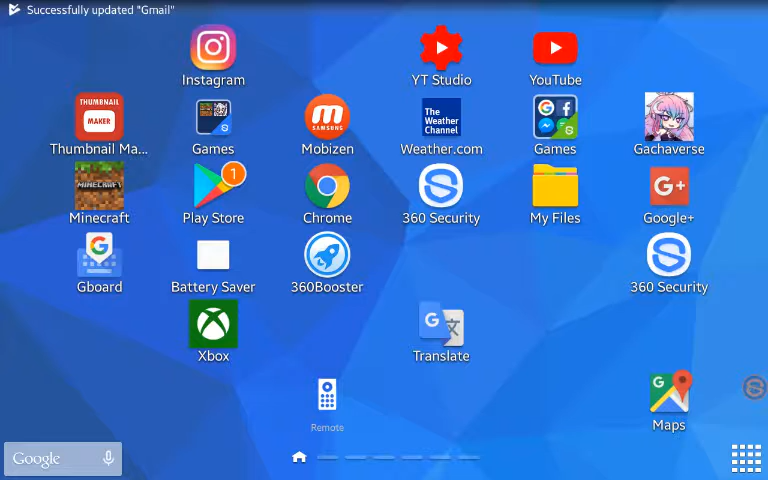 Successfully updated "Gmail"
Instagram
YT Studio
YouTube
THUMBNAIL
MAKER
Thumbnail Ma...
Games
SAMSUNG
Mobizen
The
Weather
Channel
Weather.com
Games
Gachaverse
MINECRAFT
Minecraft
1
Play Store
Chrome
360 Security
My Files
G+
Google+
G
Gboard
Battery Saver
360Booster
360 Security
Xbox
G
Translate
Remote
G
Maps
Google